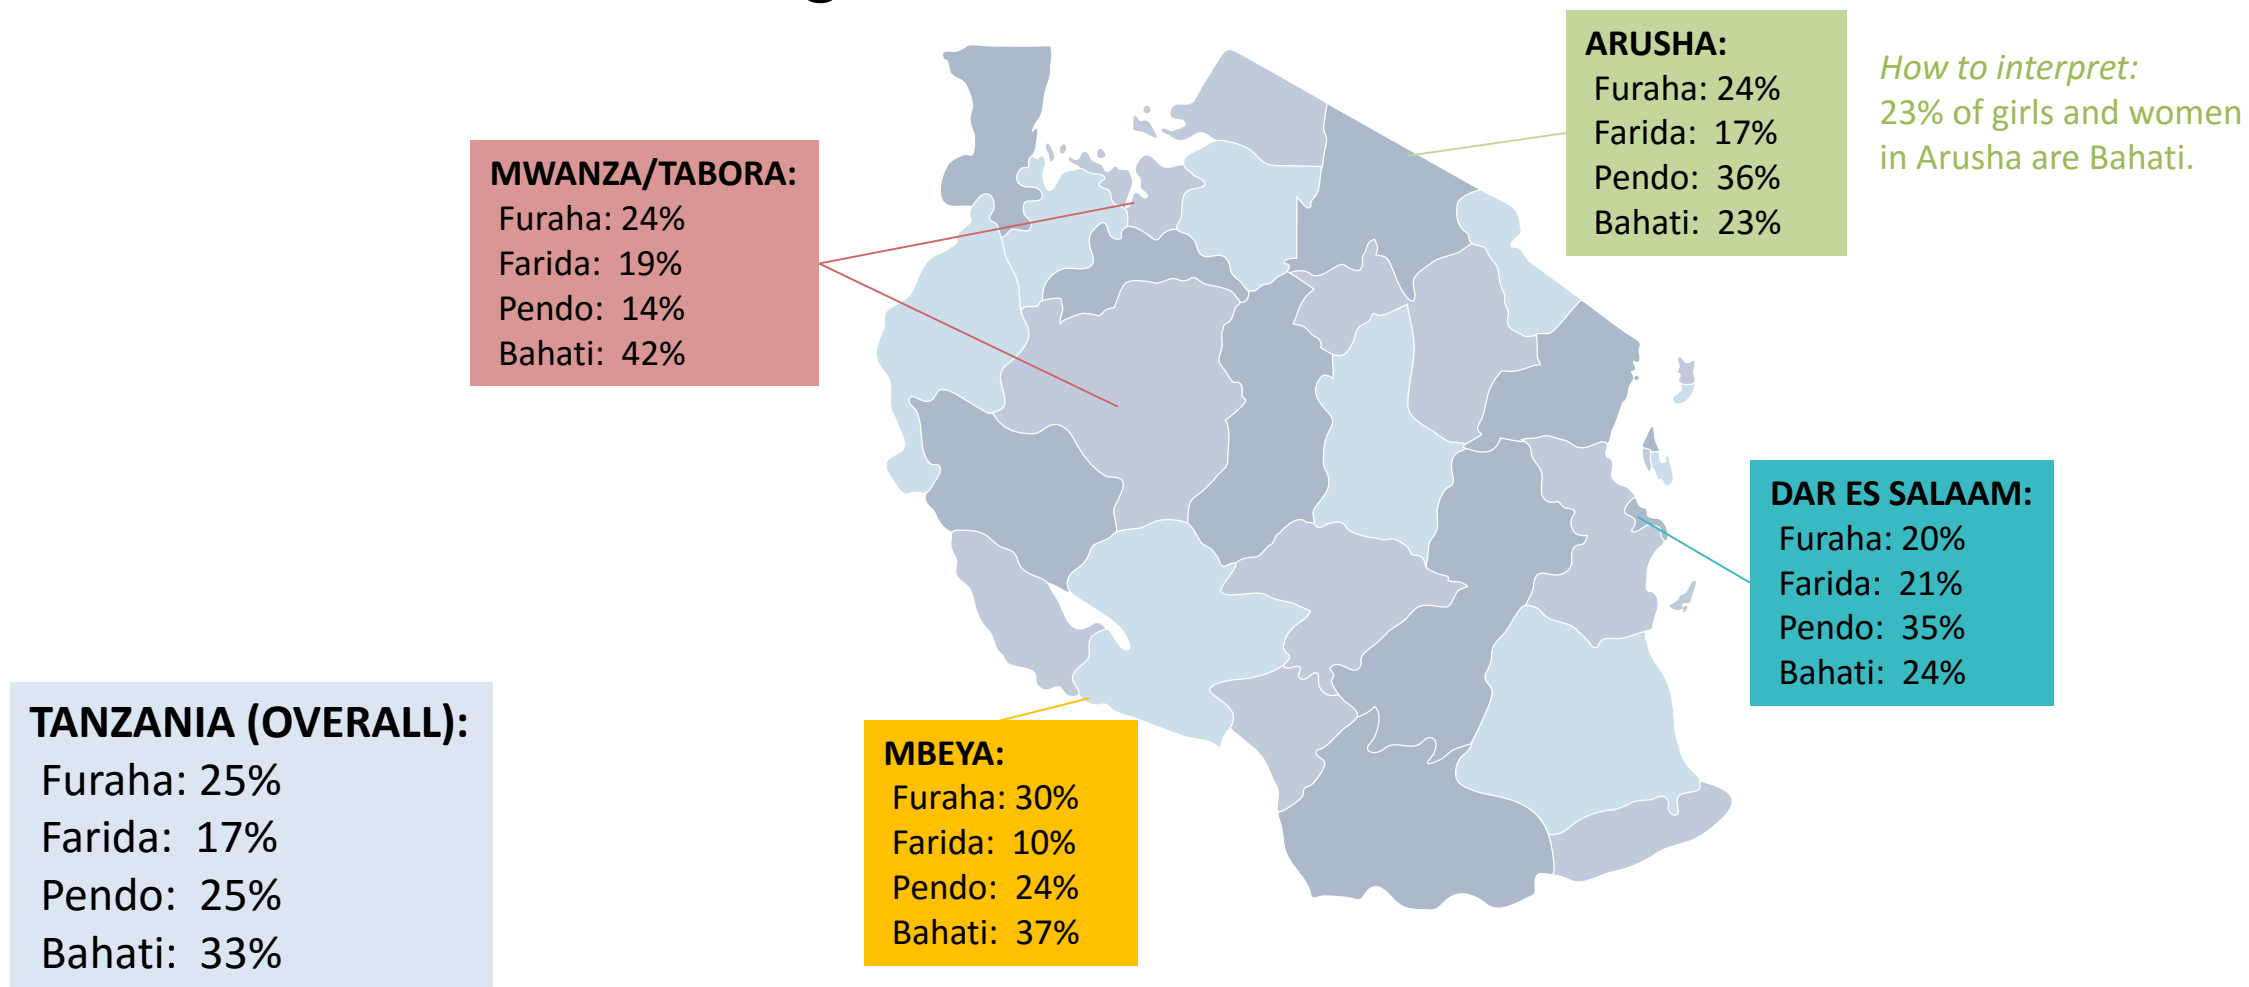 ARUSHA:
Furaha: 24%
Farida: 17%
Pendo: 36%
Bahati: 23%
How to interpret:
23% of girls and women
in Arusha are Bahati.
MWANZA/TABORA:
Furaha: 24%
Farida: 19%
Pendo: 14%
Bahati: 42%
DAR ES SALAAM:
Furaha: 20%
Farida: 21%
Pendo: 35%
Bahati: 24%
TANZANIA (OVERALL):
Furaha: 25%
Farida: 17%
Pendo: 25%
Bahati: 33%
MBEYA:
Furaha: 30%
Farida: 10%
Pendo: 24%
Bahati: 37%